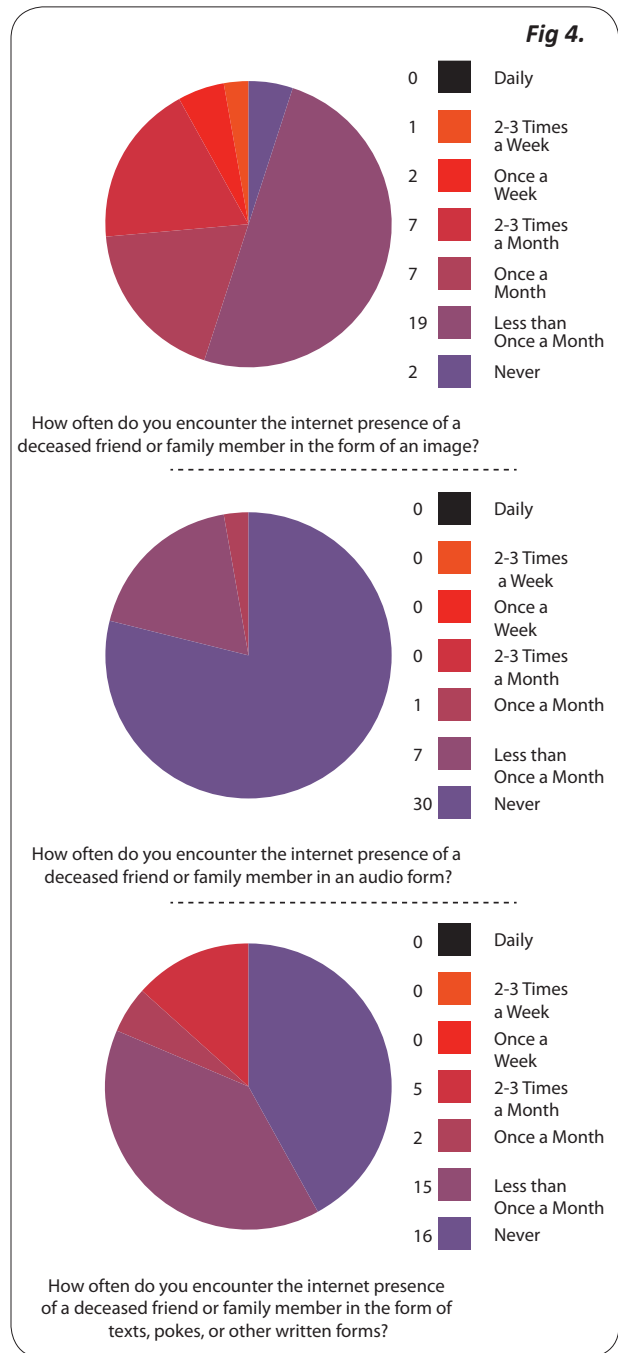 Fig 4.
0 Daily
1 2-3 Times
a Week
2 Once a
Week
7 2-3 Times
a Month
7 Once a
Month
19 Less than
Once a Month
2 Never
How often do you encounter the internet presence of a
deceased friend or family member in the form of an image?
0 Daily
0 2-3 Times
a Week
0 Once a
Week
0 2-3 Times
a Month
1 Once a Month
7 Less than
Once a Month
30 Never
How often do you encounter the internet presence of a
deceased friend or family member in an audio form?
0 Daily
0 2-3 Times
a Week
0 Once a
Week
5 2-3 Times
a Month
2 Once a Month
15 Less than
Once a Month
16 Never
How often do you encounter the internet presence
of a deceased friend or family member in the form of
texts, pokes, or other written forms?